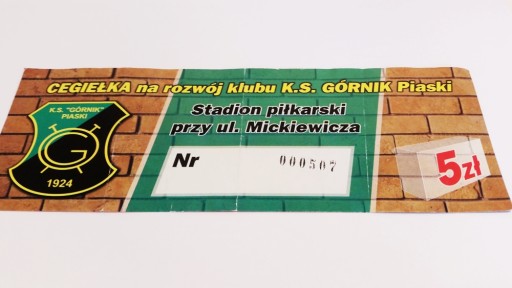 CEGIEŁKA na rozwój klubu K.S. GÓRNIK Piaski
Stadion piłkarski
przy ul. Mickiewicza
K.S. "GÓRNIK"
PIASKI
G
1924
Nr 000507
5zł